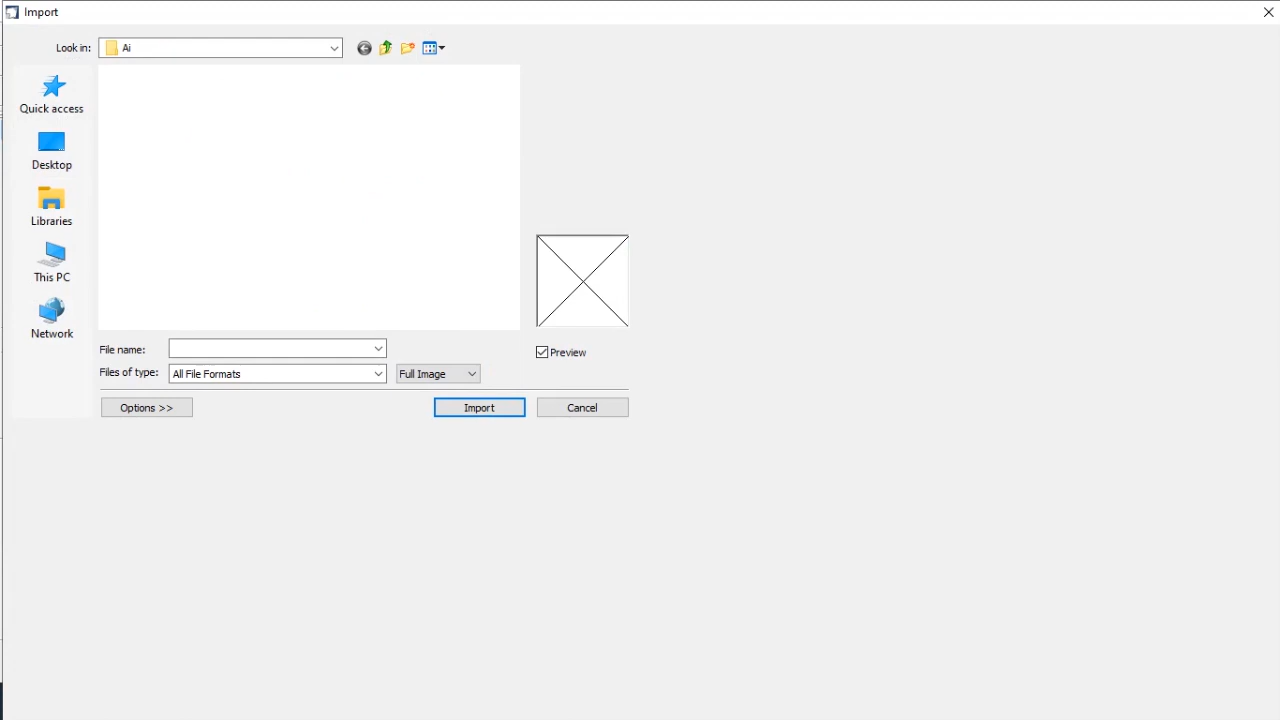 Import
Look in: Ai
Quick access
Desktop
Libraries
This PC
Network
File name:
Preview
Files of type: All File Formats Full Image
Options >> Import Cancel